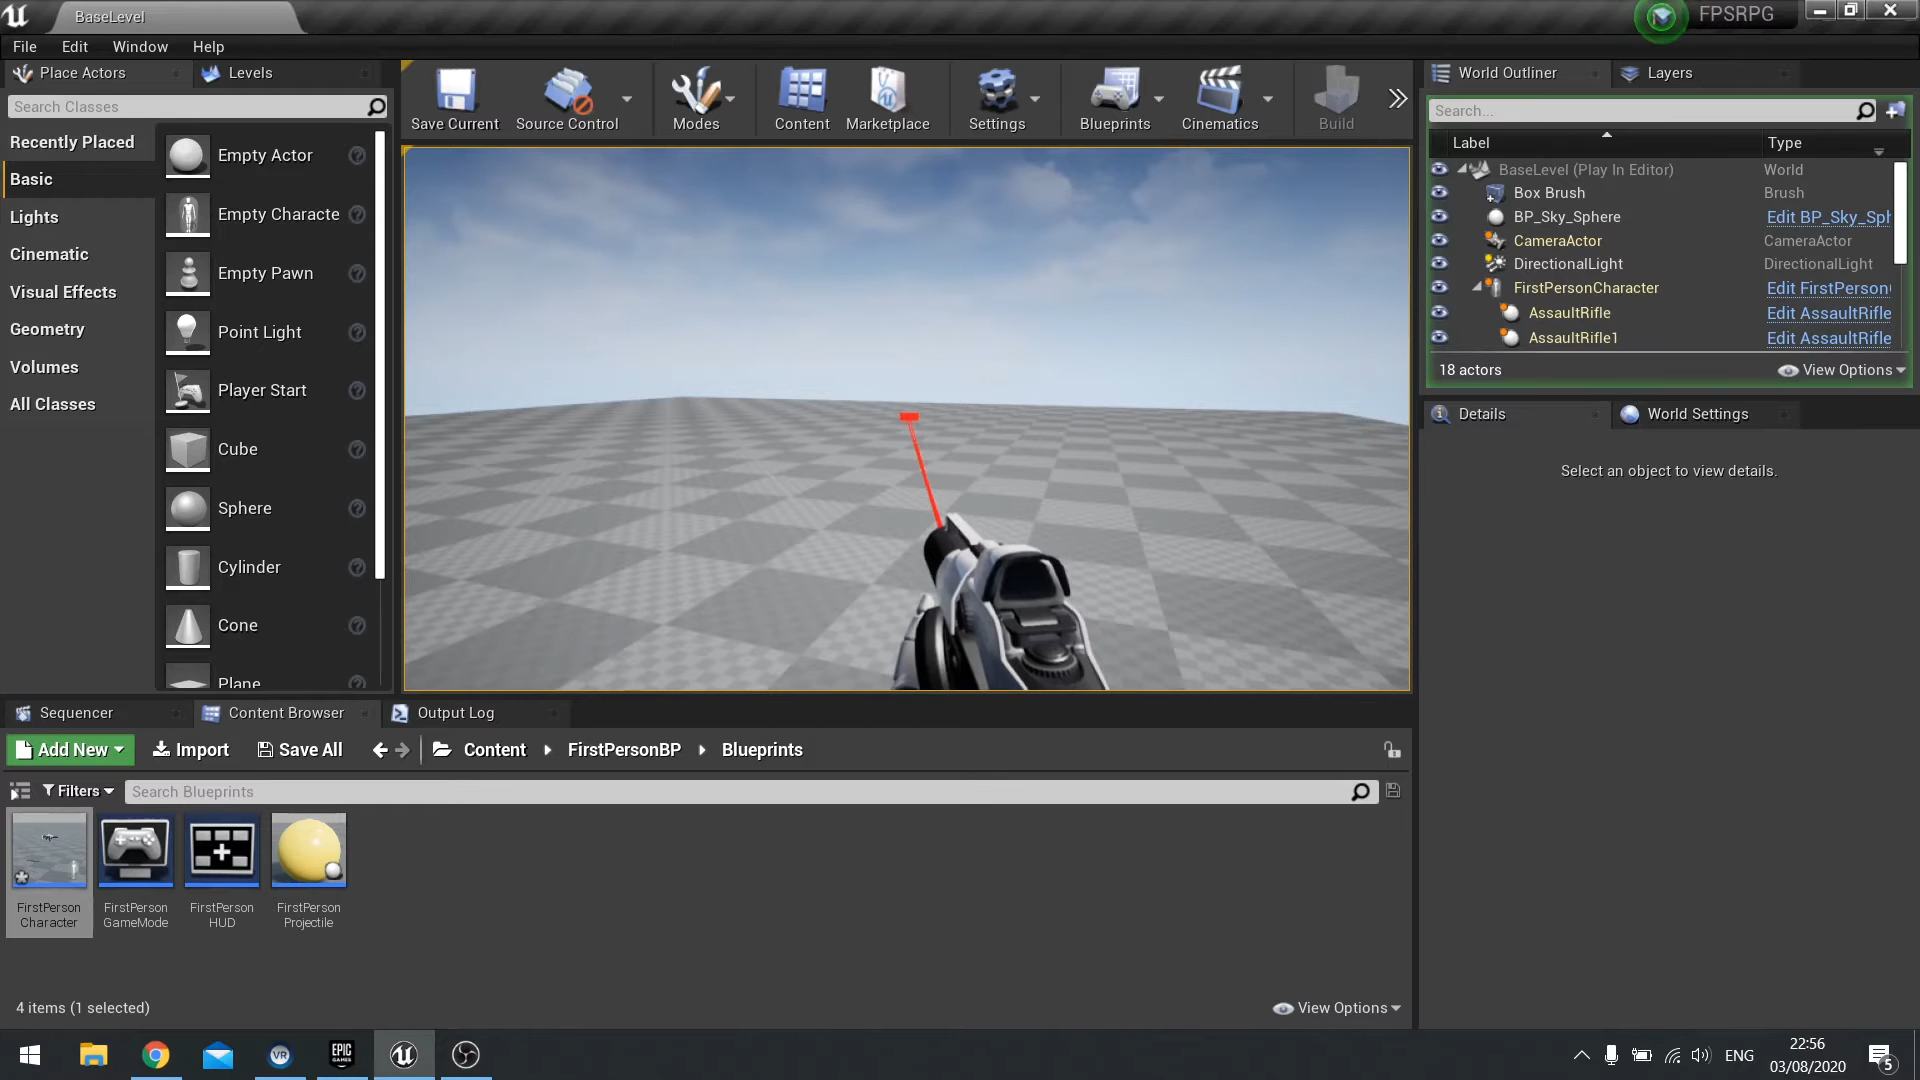 BaseLevel
FPSRPG
File
Edit
Window
Help
Place Actors
Levels
Search Classes
Recently Placed
Basic
Lights
Cinematic
Visual Effects
Geometry
Volumes
All Classes
Empty Actor
Empty Characte
Empty Pawn
Point Light
Player Start
Cube
Sphere
Cylinder
Cone
Plane
Save Current
Source Control
Modes
Content
Marketplace
Settings
Blueprints
Cinematics
Build
World Outliner
Layers
Search...
Label
Type
BaseLevel (Play In Editor)
World
Box Brush
Brush
BP_Sky_Sphere
Edit BP_Sky_Sph
CameraActor
CameraActor
DirectionalLight
DirectionalLight
FirstPersonCharacter
Edit FirstPerson
AssaultRifle
Edit AssaultRifle
AssaultRifle1
Edit AssaultRifle
18 actors
View Options
Details
World Settings
Select an object to view details.
Sequencer
Content Browser
Output Log
Add New
Import
Save All
Content
FirstPersonBP
Blueprints
Filters
Search Blueprints
FirstPerson
Character
FirstPerson
GameMode
FirstPerson
HUD
FirstPerson
Projectile
4 items (1 selected)
View Options
VR
EPIC
GAMES
ENG
22:56
03/08/2020
5